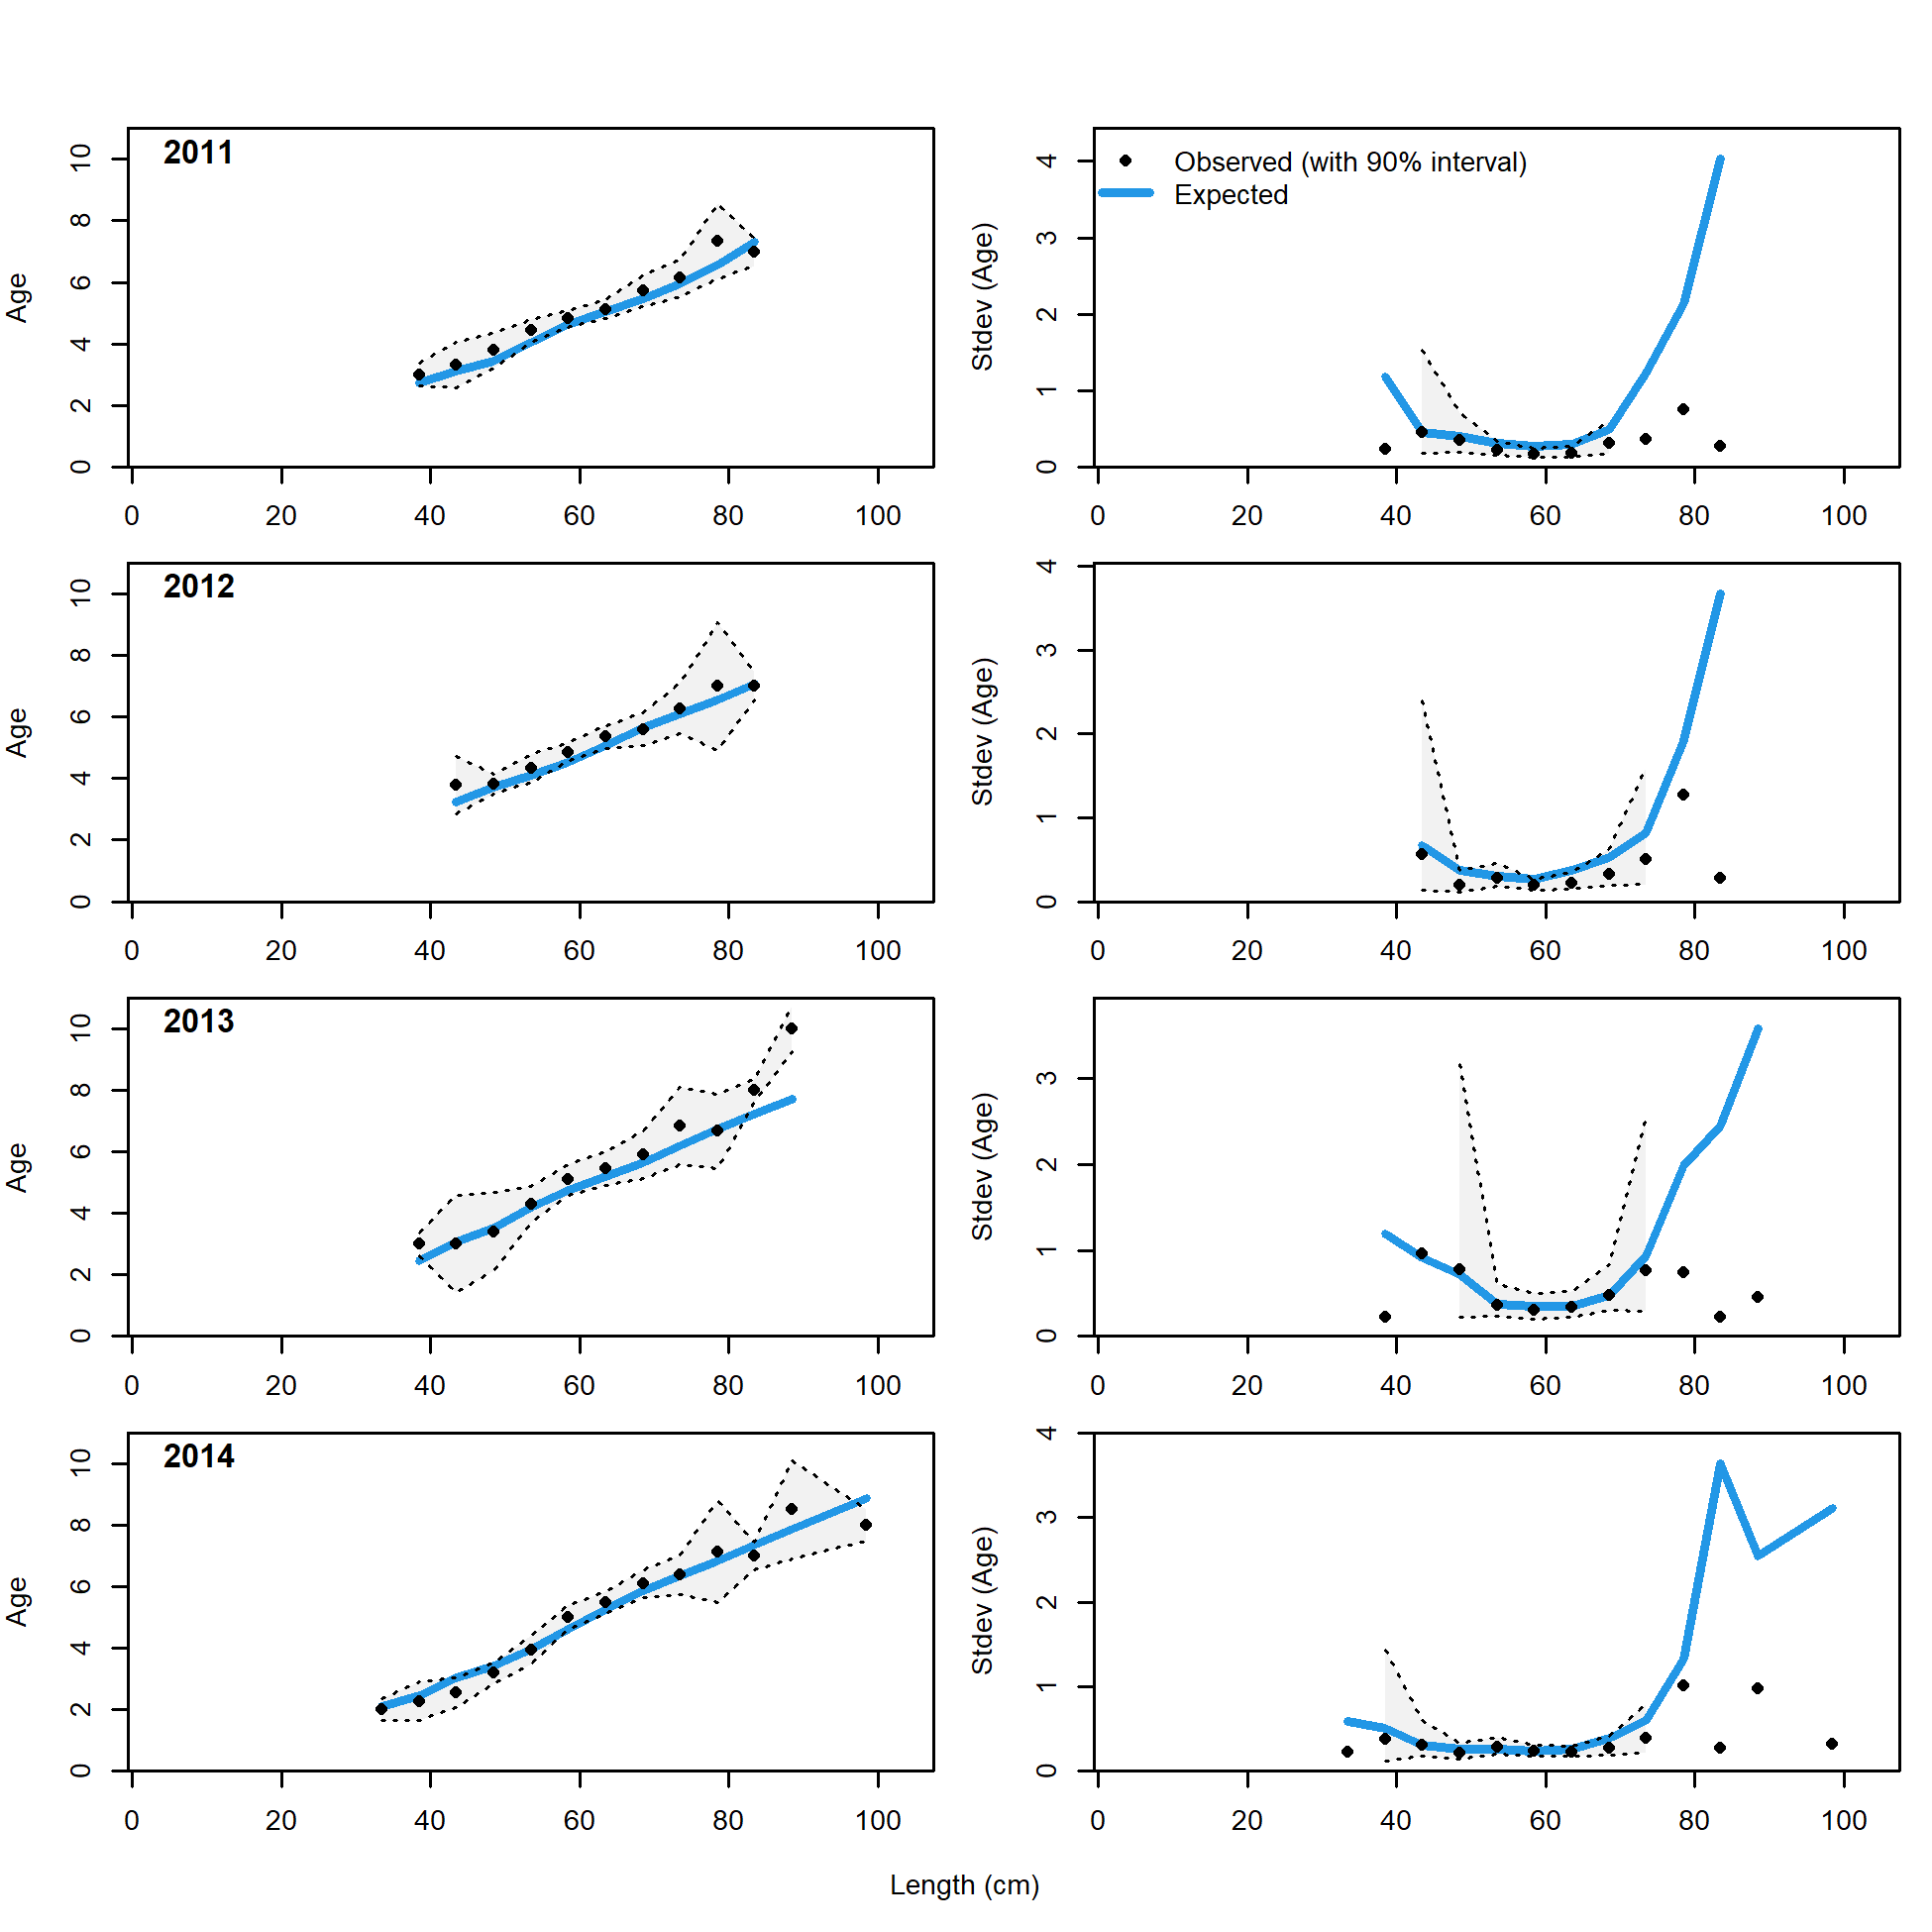 2011
Age
0 2 4 6 8 10
0 20 40 60 80 100
Observed (with 90% interval)
Expected
Stdev (Age)
0 1 2 3 4
0 20 40 60 80 100
2012
Age
0 2 4 6 8 10
0 20 40 60 80 100
Stdev (Age)
0 1 2 3 4
0 20 40 60 80 100
2013
Age
0 2 4 6 8 10
0 20 40 60 80 100
Stdev (Age)
0 1 2 3
0 20 40 60 80 100
2014
Age
0 2 4 6 8 10
0 20 40 60 80 100
Stdev (Age)
0 1 2 3 4
0 20 40 60 80 100
Length (cm)